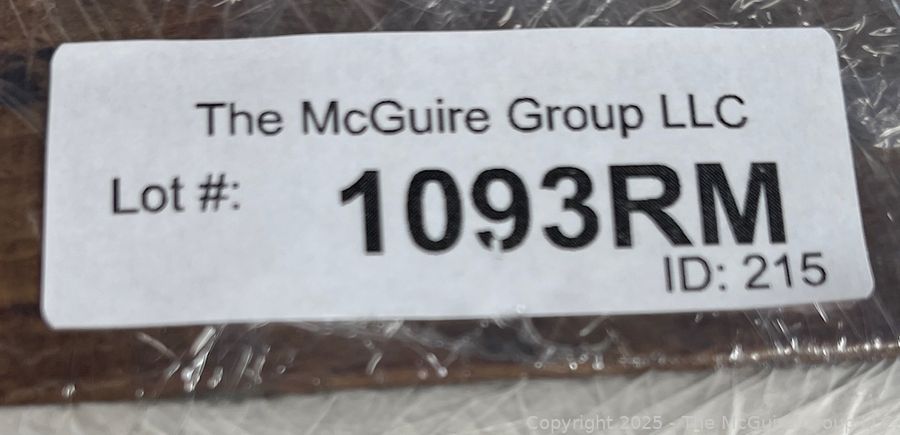 The McGuire Group LLC
Lot #: 1093RM
ID: 215
Copyright 2025 - The McGuire Group LLC